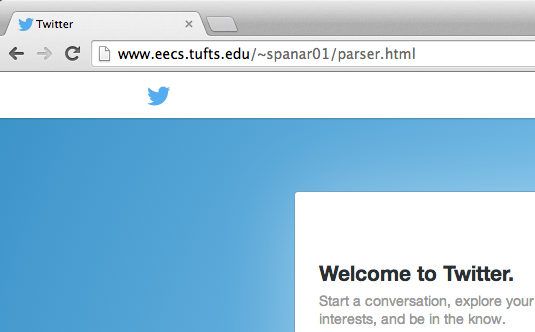 Twitter
www.eecs.tufts.edu/~spanar01/parser.html
Welcome to Twitter.
Start a conversation, explore your
interests, and be in the know.